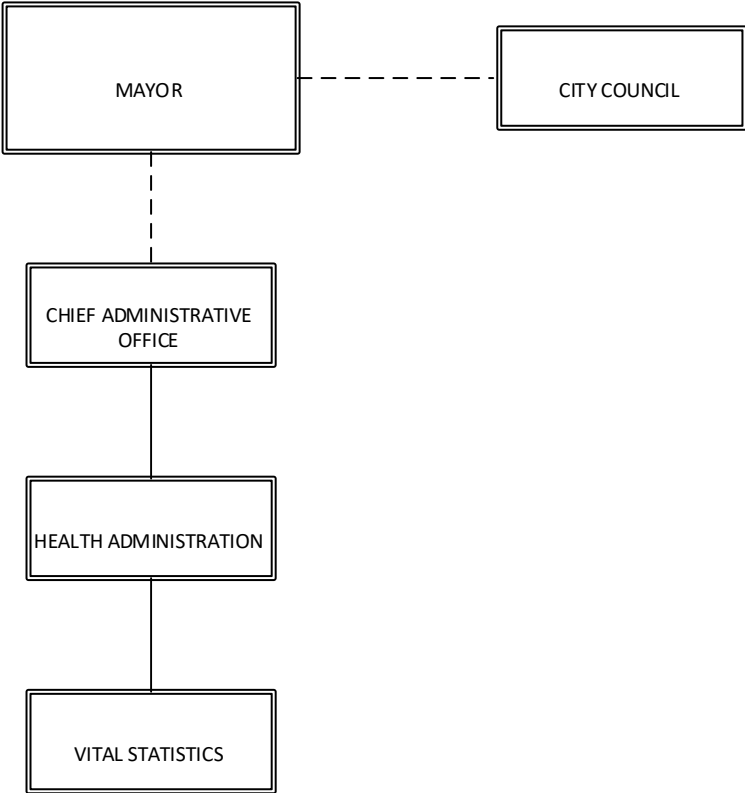 MAYOR
CITY COUNCIL
CHIEF ADMINISTRATIVE
OFFICE
HEALTH ADMINISTRATION
VITAL STATISTICS